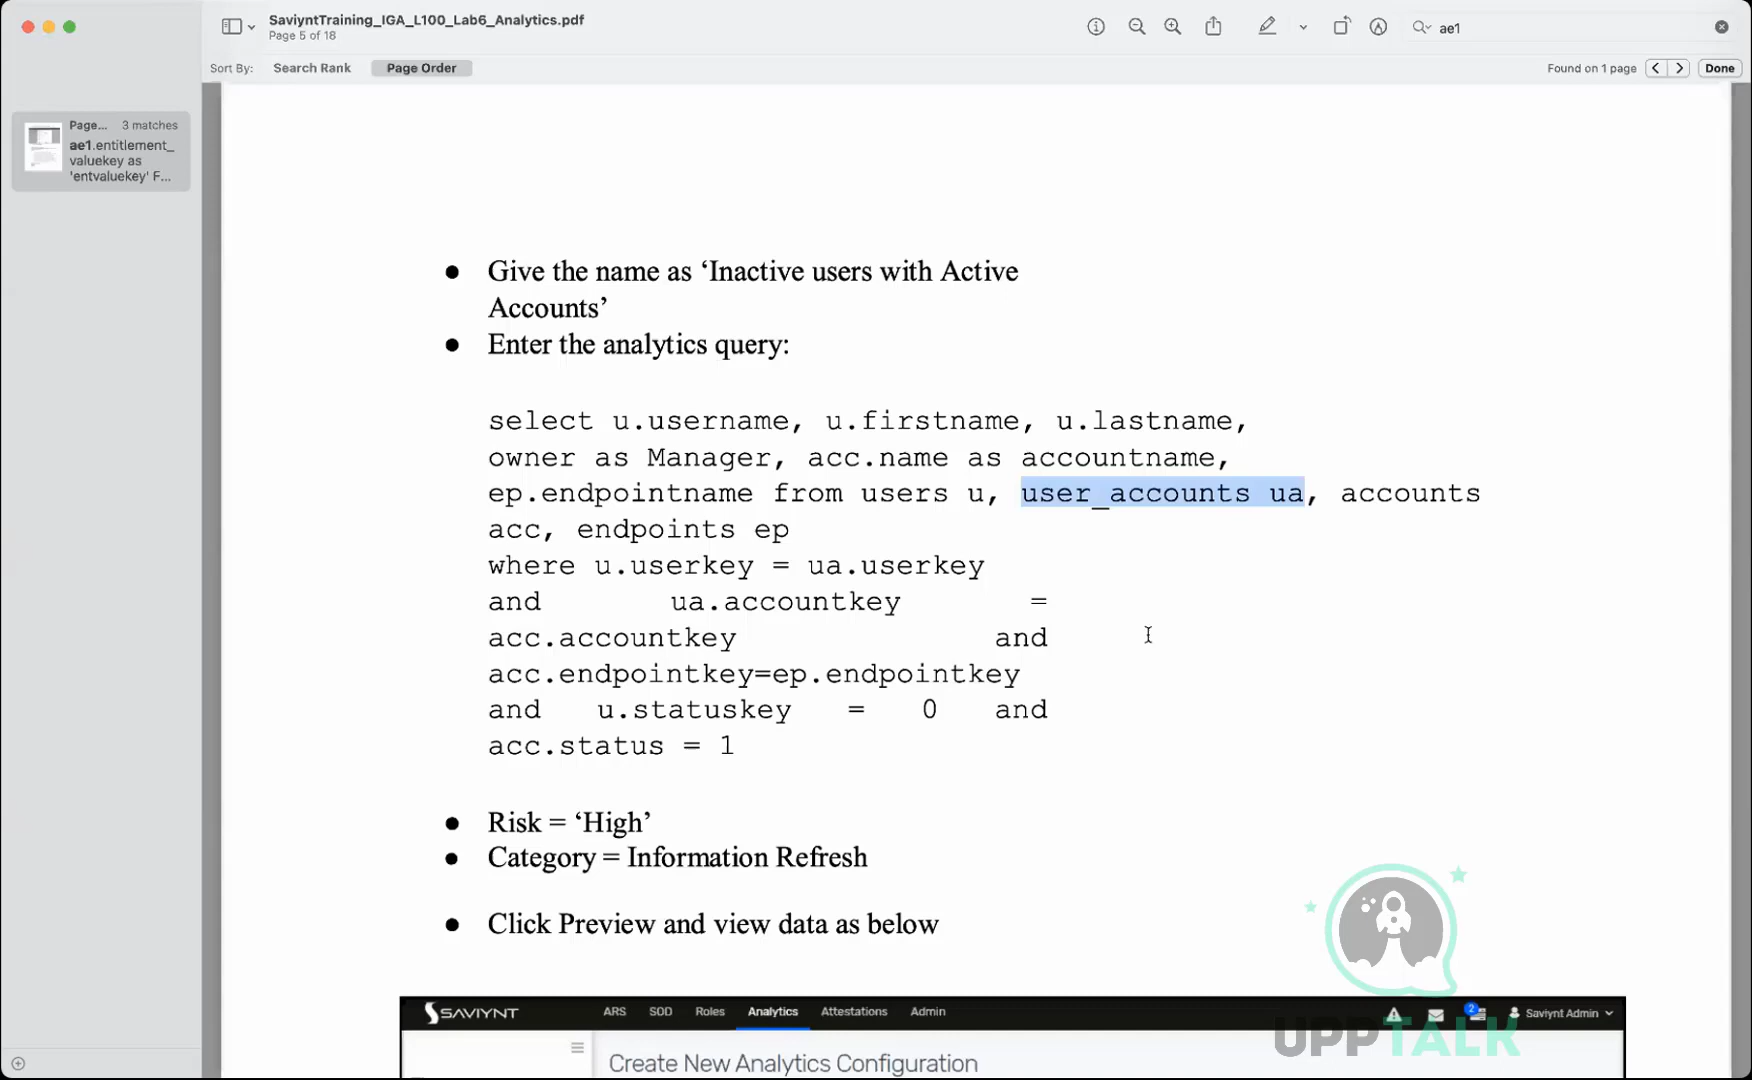 SaviyntTraining_IGA_L100_Lab6_Analytics.pdf
Page 5 of 18
ae1
Sort By:
Search Rank
Page Order
Found on 1 page
Done
Page... 3 matches
ae1.entitlement_
valuekey as
'entvaluekey' F...
● Give the name as ‘Inactive users with Active
Accounts’
● Enter the analytics query:
select u.username, u.firstname, u.lastname,
owner as Manager, acc.name as accountname,
ep.endpointname from users u, user_accounts ua, accounts
acc, endpoints ep
where u.userkey = ua.userkey
and ua.accountkey =
acc.accountkey and
acc.endpointkey=ep.endpointkey
and u.statuskey = 0 and
acc.status = 1
● Risk = ‘High’
● Category = Information Refresh
● Click Preview and view data as below
SAVIYNT ARS SOD Roles Analytics Attestations Admin 2 Saviynt Admin
Create New Analytics Configuration
UPPTALK